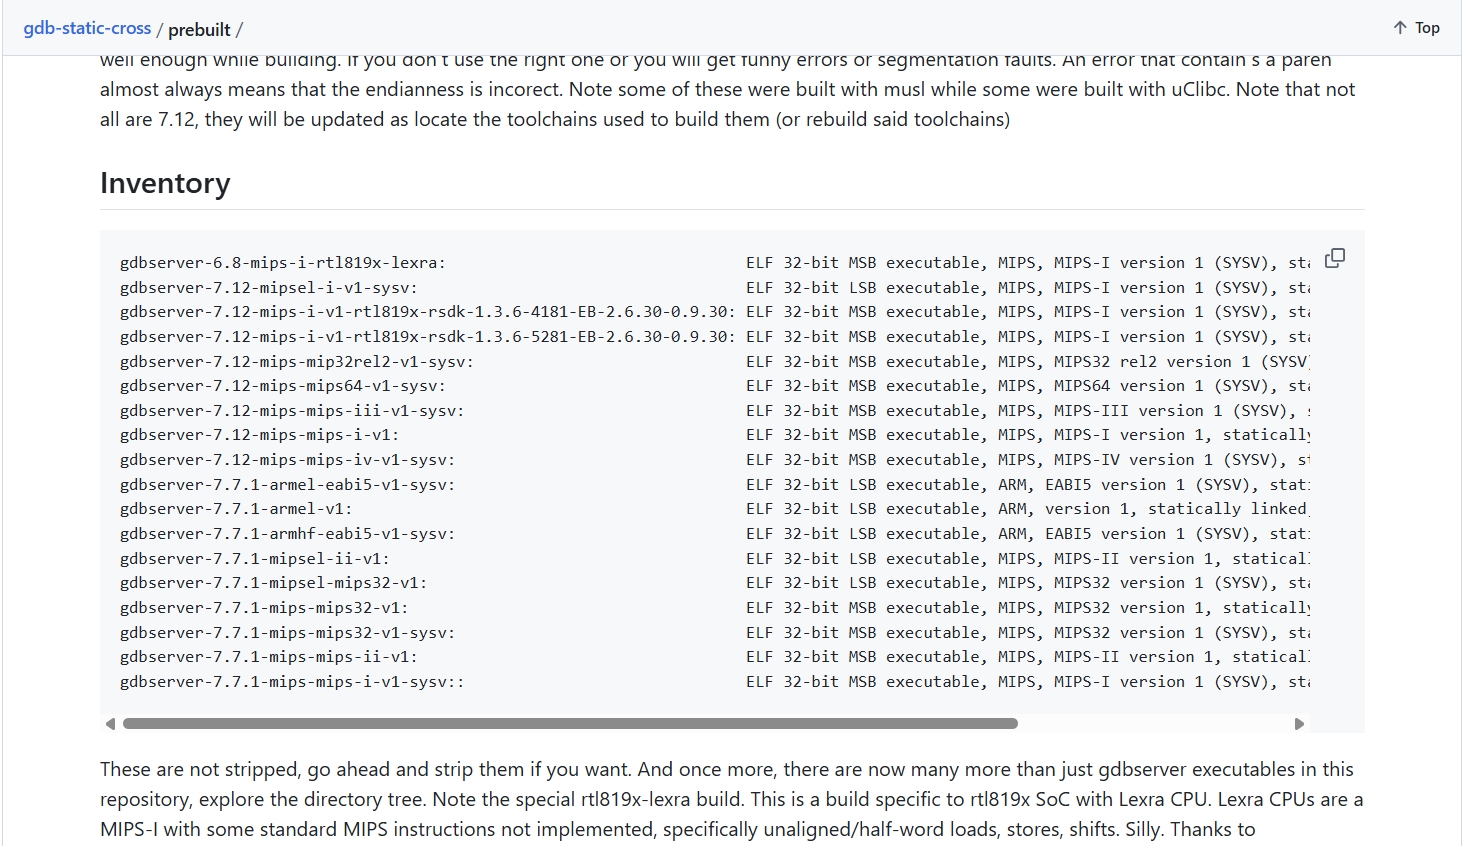 gdb-static-cross / prebuilt /
Top
well enough while building. If you don't use the right one or you will get funny errors or segmentation faults. An error that contain's a paren
almost always means that the endianness is incorect. Note some of these were built with musl while some were built with uClibc. Note that not
all are 7.12, they will be updated as locate the toolchains used to build them (or rebuild said toolchains)
Inventory
gdbserver-6.8-mips-i-rtl819x-lexra: ELF 32-bit MSB executable, MIPS, MIPS-I version 1 (SYSV), sta
gdbserver-7.12-mipsel-i-v1-sysv: ELF 32-bit LSB executable, MIPS, MIPS-I version 1 (SYSV), sta
gdbserver-7.12-mips-i-v1-rtl819x-rsdk-1.3.6-4181-EB-2.6.30-0.9.30: ELF 32-bit MSB executable, MIPS, MIPS-I version 1 (SYSV), sta
gdbserver-7.12-mips-i-v1-rtl819x-rsdk-1.3.6-5281-EB-2.6.30-0.9.30: ELF 32-bit MSB executable, MIPS, MIPS-I version 1 (SYSV), sta
gdbserver-7.12-mips-mip32rel2-v1-sysv: ELF 32-bit MSB executable, MIPS, MIPS32 rel2 version 1 (SYSV)
gdbserver-7.12-mips-mips64-v1-sysv: ELF 32-bit MSB executable, MIPS, MIPS64 version 1 (SYSV), sta
gdbserver-7.12-mips-mips-iii-v1-sysv: ELF 32-bit MSB executable, MIPS, MIPS-III version 1 (SYSV),
gdbserver-7.12-mips-mips-i-v1: ELF 32-bit MSB executable, MIPS, MIPS-I version 1, statically
gdbserver-7.12-mips-mips-iv-v1-sysv: ELF 32-bit MSB executable, MIPS, MIPS-IV version 1 (SYSV), st
gdbserver-7.7.1-armel-eabi5-v1-sysv: ELF 32-bit LSB executable, ARM, EABI5 version 1 (SYSV), stati
gdbserver-7.7.1-armel-v1: ELF 32-bit LSB executable, ARM, version 1, statically linked,
gdbserver-7.7.1-armhf-eabi5-v1-sysv: ELF 32-bit LSB executable, ARM, EABI5 version 1 (SYSV), stati
gdbserver-7.7.1-mipsel-ii-v1: ELF 32-bit LSB executable, MIPS, MIPS-II version 1, statical
gdbserver-7.7.1-mipsel-mips32-v1: ELF 32-bit LSB executable, MIPS, MIPS32 version 1 (SYSV), sta
gdbserver-7.7.1-mips-mips32-v1: ELF 32-bit MSB executable, MIPS, MIPS32 version 1, statically
gdbserver-7.7.1-mips-mips32-v1-sysv: ELF 32-bit MSB executable, MIPS, MIPS32 version 1 (SYSV), sta
gdbserver-7.7.1-mips-mips-ii-v1: ELF 32-bit MSB executable, MIPS, MIPS-II version 1, statical
gdbserver-7.7.1-mips-mips-i-v1-sysv:: ELF 32-bit MSB executable, MIPS, MIPS-I version 1 (SYSV), sta
These are not stripped, go ahead and strip them if you want. And once more, there are now many more than just gdbserver executables in this
repository, explore the directory tree. Note the special rtl819x-lexra build. This is a build specific to rtl819x SoC with Lexra CPU. Lexra CPUs are a
MIPS-I with some standard MIPS instructions not implemented, specifically unaligned/half-word loads, stores, shifts. Silly. Thanks to